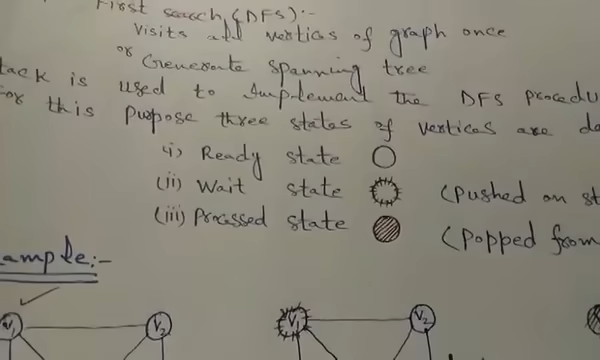 First search (DFS):-
Visits all vertices of graph once
or Generate spanning tree
tack is used to Implement the DFS procedu
for this purpose three states of vertices are de
(i) Ready state
(ii) Wait state (pushed on st
(iii) Processed state (popped from
ample:-
V1 V2 V1 V2